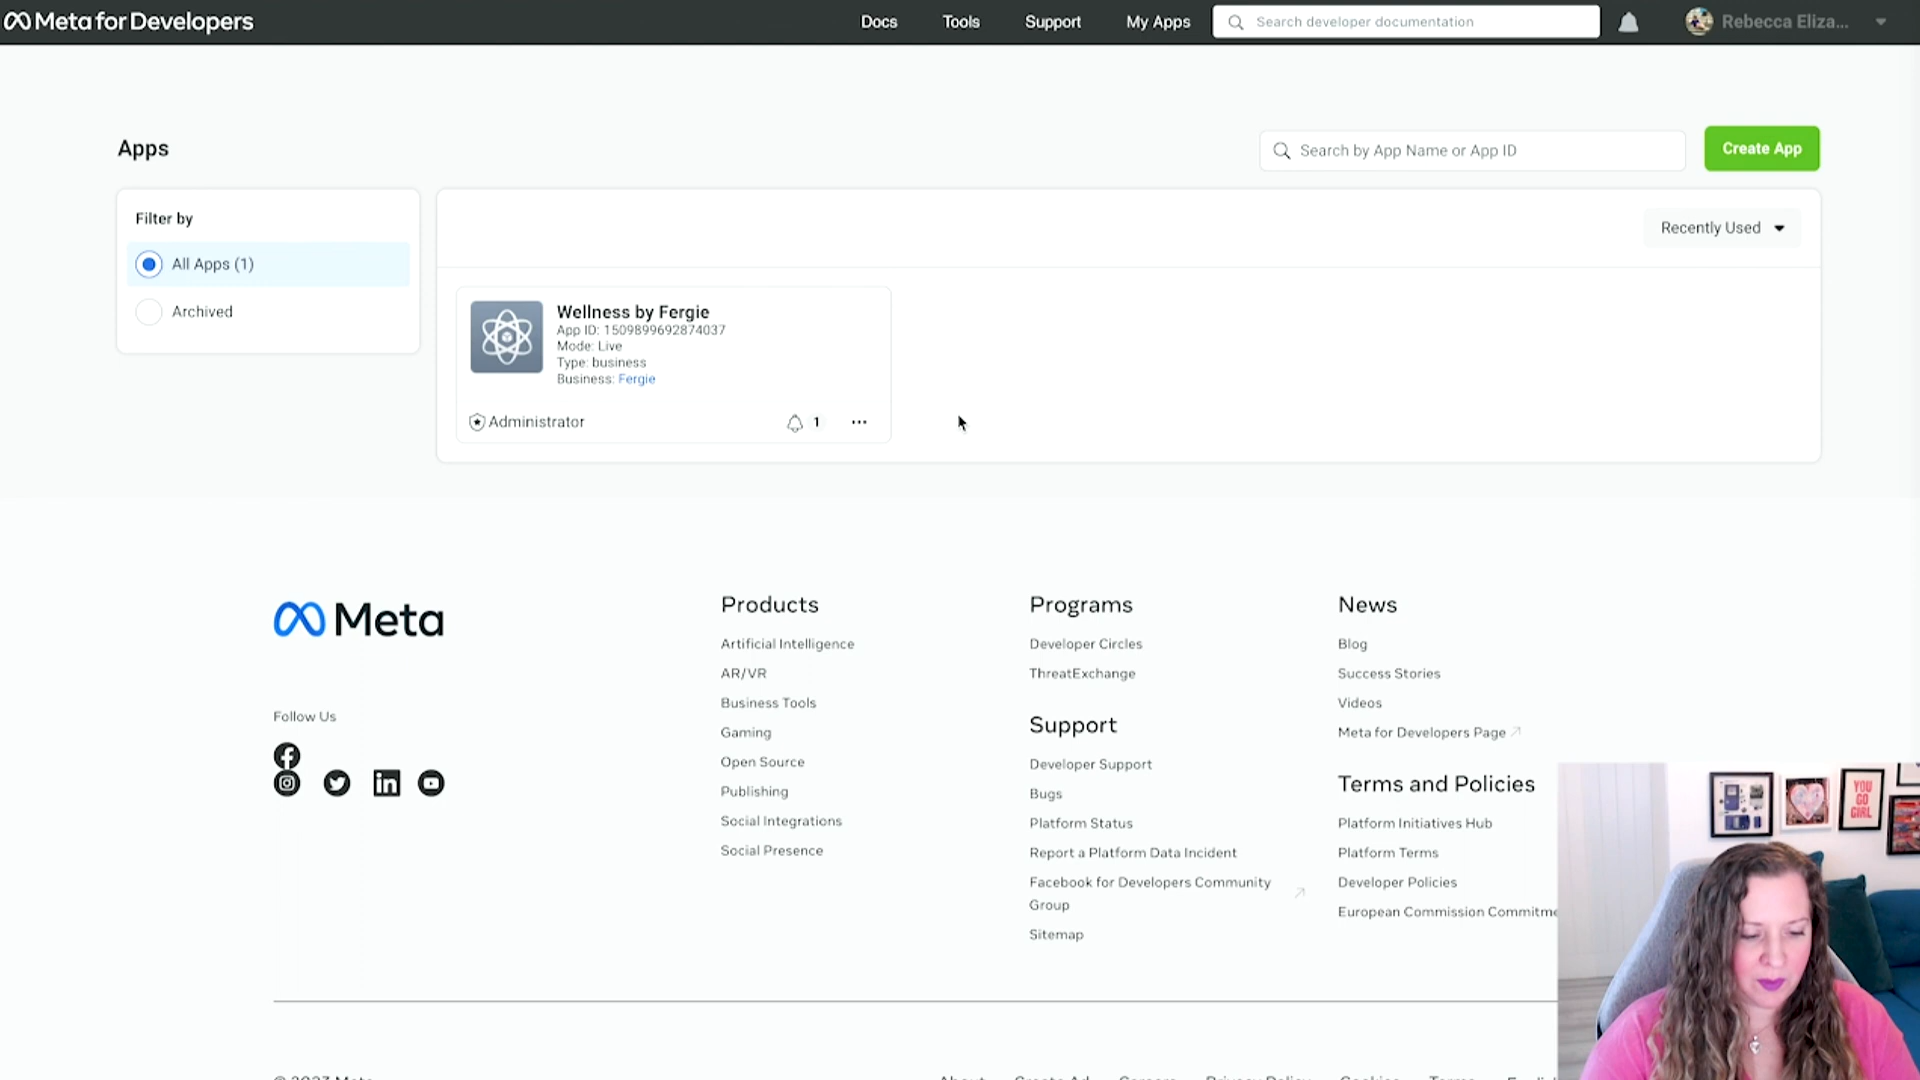 Meta for Developers
Docs
Tools
Support
My Apps
Search developer documentation
Rebecca Eliza...
Apps
Search by App Name or App ID
Create App
Filter by
All Apps (1)
Archived
Recently Used
Wellness by Fergie
App ID: 1509899692874037
Mode: Live
Type: business
Business: Fergie
Administrator
1
Meta
Follow Us
Products
Artificial Intelligence
AR/VR
Business Tools
Gaming
Open Source
Publishing
Social Integrations
Social Presence
Programs
Developer Circles
ThreatExchange
Support
Developer Support
Bugs
Platform Status
Report a Platform Data Incident
Facebook for Developers Community
Group
Sitemap
News
Blog
Success Stories
Videos
Meta for Developers Page
Terms and Policies
Platform Initiatives Hub
Platform Terms
Developer Policies
European Commission Commitme
YOU
GO
GIRL